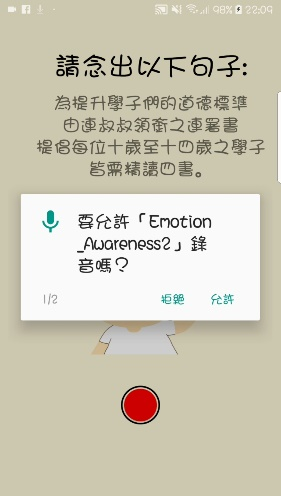 98% 22:09
請念出以下句子:
為提升學子們的道德標準
由連叔叔領銜之連署書
提倡每位十歲至十四歲之學子
皆需精讀四書。
要允許「Emotion
_Awareness2」錄
音嗎？
1/2 拒絕 允許